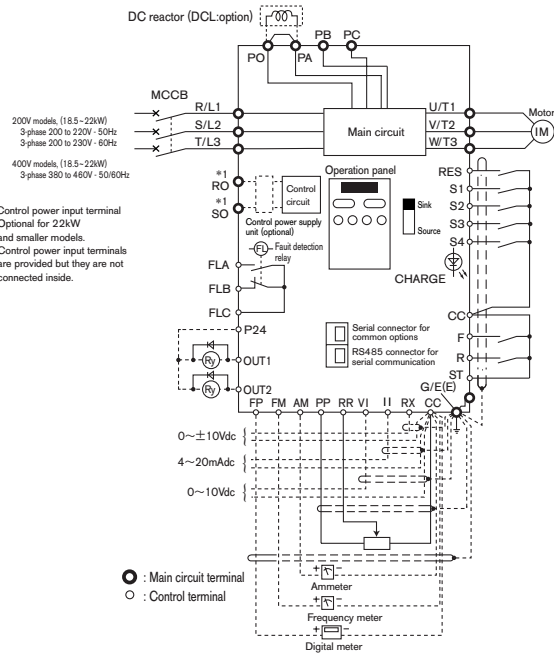 DC reactor (DCL:option)
PO
PA
PB
PC
MCCB
R/L1
S/L2
T/L3
200V models, (18.5~22kW)
3-phase 200 to 220V - 50Hz
3-phase 200 to 230V - 60Hz
400V models, (18.5~22kW)
3-phase 380 to 460V - 50/60Hz
Main circuit
U/T1
V/T2
W/T3
Motor
IM
*1
RO
*1
SO
Control
circuit
Control power supply
unit (optional)
Operation panel
Sink
Source
RES
S1
S2
S3
S4
Control power input terminal
Optional for 22kW
and smaller models.
Control power input terminals
are provided but they are not
connected inside.
FL
Fault detection
relay
FLA
FLB
FLC
CHARGE
CC
F
R
ST
G/E(E)
P24
Ry
OUT1
Ry
OUT2
Serial connector for
common options
RS485 connector for
serial communication
FP FM AM PP RR VI II RX CC
0~±10Vdc
4~20mAdc
0~10Vdc
: Main circuit terminal
: Control terminal
+ −
Ammeter
+ −
Frequency meter
+ −
Digital meter